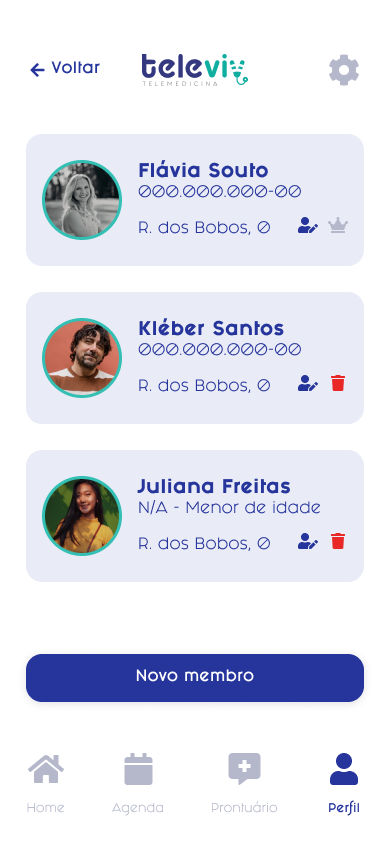 Voltar
televiv
TELEMEDICINA
Flávia Souto
000.000.000-00
R. dos Bobos, 0
Kléber Santos
000.000.000-00
R. dos Bobos, 0
Juliana Freitas
N/A - Menor de idade
R. dos Bobos, 0
Novo membro
Home
Agenda
Prontuário
Perfil